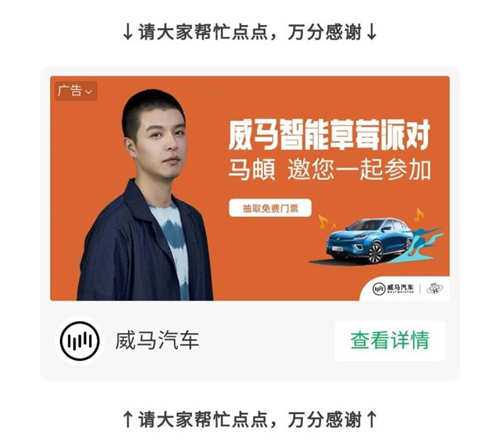 ↓请大家帮忙点点，万分感谢↓
广告
威马智能草莓派对
马頔 邀您一起参加
抽取免费门票
威马汽车
威马汽车
查看详情
↑请大家帮忙点点，万分感谢↑